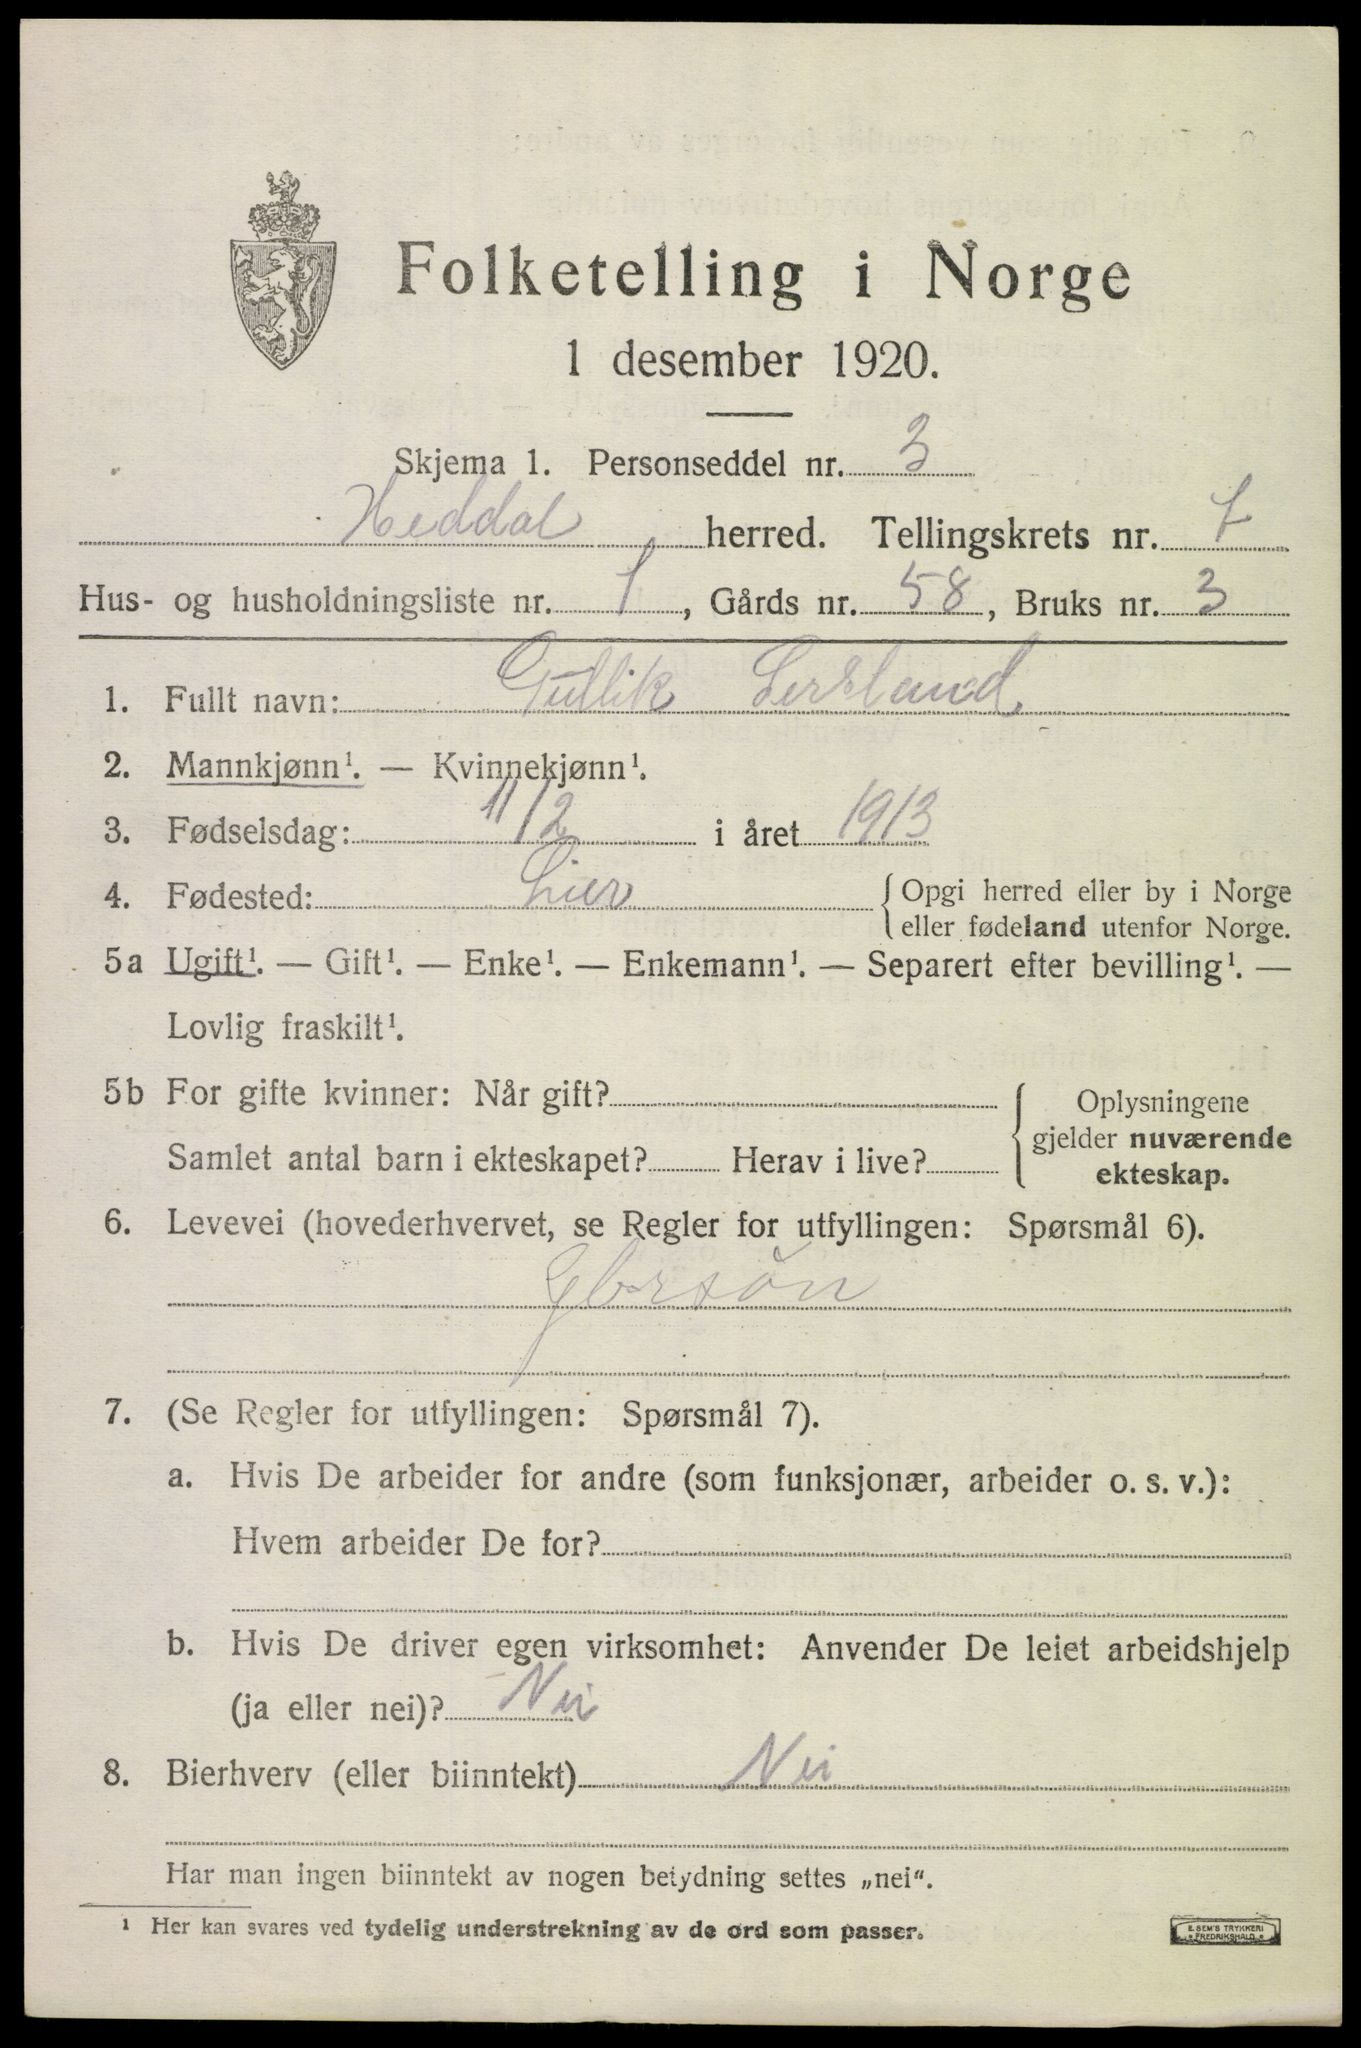 Folketelling i Norge
1 desember 1920.
Skjema 1. Personseddel nr. 3
Heddal herred. Tellingskrets nr. 7
Hus- og husholdningsliste nr. 1, Gårds nr. 58, Bruks nr. 3
1. Fullt navn: Gullik
2. Mannkjønn¹. — Kvinnekjønn¹.
3. Fødselsdag: 11/2 i året 1913
4. Fødested: Lier { Opgi herred eller by i Norge
eller fødeland utenfor Norge.
5a Ugift¹. — Gift¹. — Enke¹. — Enkemann¹. — Separert efter bevilling¹. —
Lovlig fraskilt¹.
5b For gifte kvinner: Når gift?
Samlet antal barn i ekteskapet? Herav i live?
{ Oplysningene
gjelder nuværende
ekteskap.
6. Levevei (hovederhvervet, se Regler for utfyllingen: Spørsmål 6).
7. (Se Regler for utfyllingen: Spørsmål 7).
a. Hvis De arbeider for andre (som funksjonær, arbeider o. s. v.):
Hvem arbeider De for?
b. Hvis De driver egen virksomhet: Anvender De leiet arbeidshjelp
(ja eller nei)? Nei
8. Bierhverv (eller biinntekt) Nei
Har man ingen biinntekt av nogen betydning settes „nei“.
¹ Her kan svares ved tydelig understrekning av de ord som passer.
E. SEM'S TRYKKERI
FREDRIKSHALD